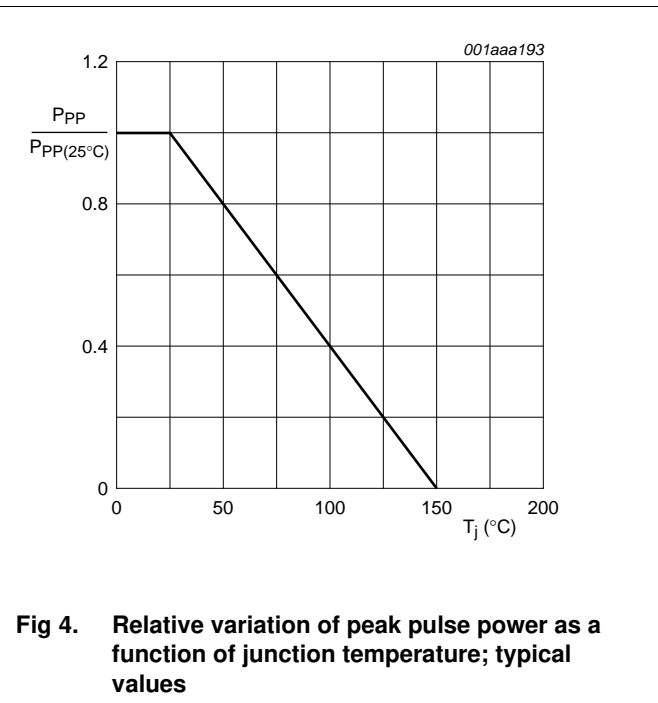 001aaa193
1.2
PPP
PPP(25°C)
0.8
0.4
0
0 50 100 150 200
Tj (°C)
Fig 4. Relative variation of peak pulse power as a
function of junction temperature; typical
values